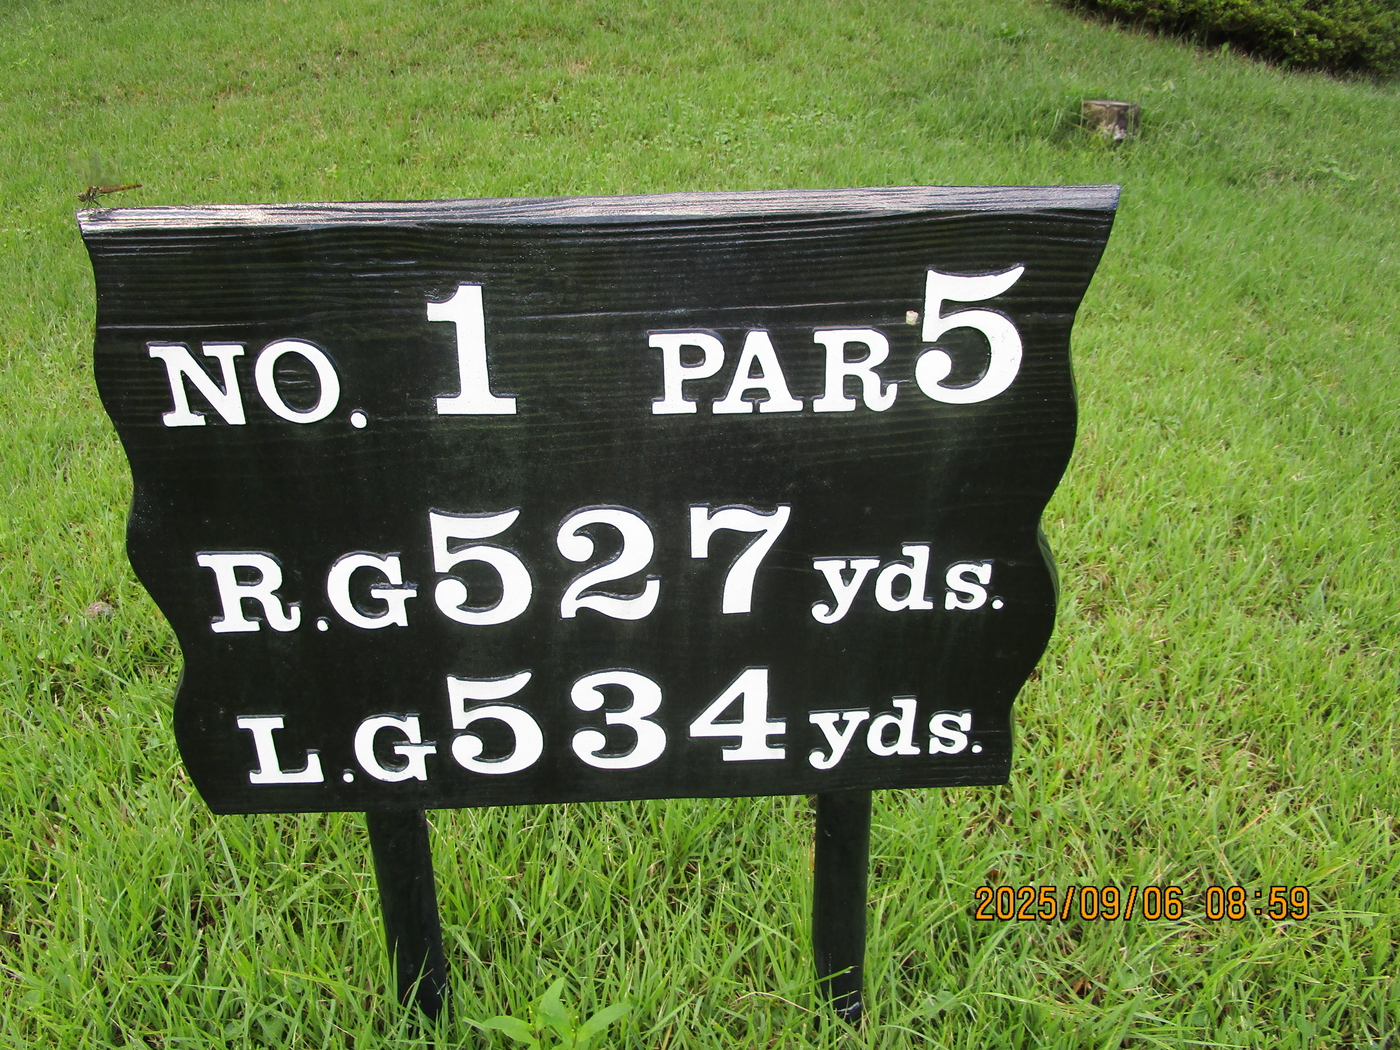 NO. 1 PAR 5
R.G 527 yds.
L.G 534 yds.
2025/09/06 08:59